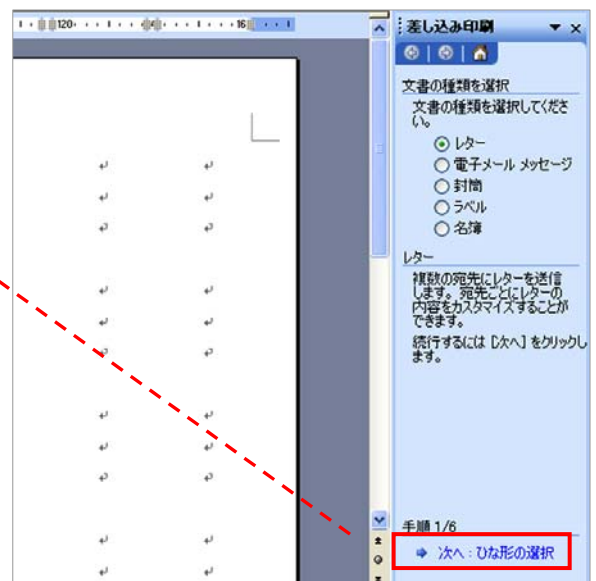 120 16
差し込み印刷
文書の種類を選択
文書の種類を選択してくださ
い。
レター
電子メール メッセージ
封筒
ラベル
名簿
レター
複数の宛先にレターを送信
します。宛先ごとにレターの
内容をカスタマイズすることが
できます。
続行するには [次へ] をクリックし
ます。
手順 1/6
次へ : ひな形の選択